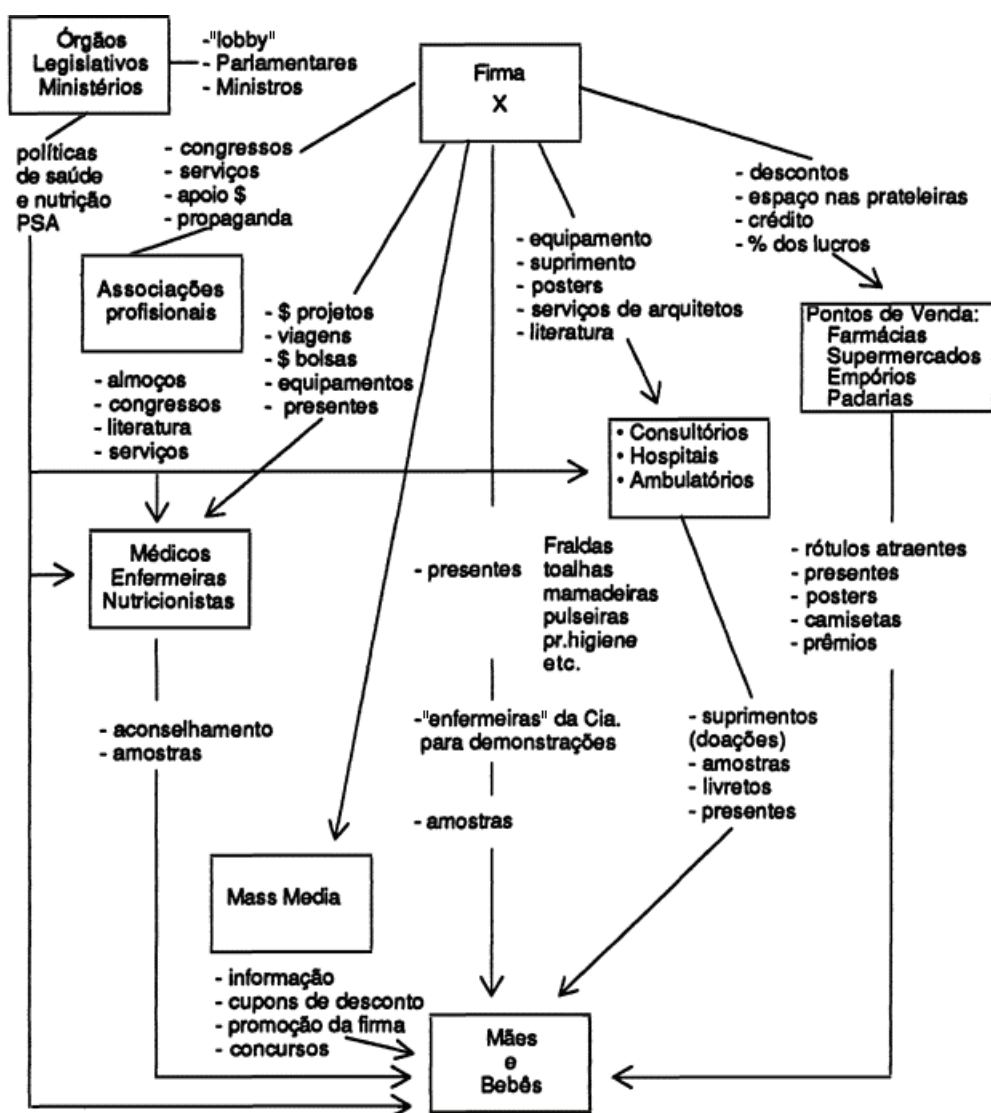 Órgãos
Legislativos
Ministérios
-"lobby"
- Parlamentares
- Ministros
Firma
X
políticas
de saúde
e nutrição
PSA
- congressos
- serviços
- apoio $
- propaganda
- descontos
- espaço nas prateleiras
- crédito
- % dos lucros
- equipamento
- suprimento
- posters
- serviços de arquitetos
- literatura
Associações
profisionais
- $ projetos
- viagens
- $ bolsas
- equipamentos
- presentes
Pontos de Venda:
Farmácias
Supermercados
Empórios
Padarias
- almoços
- congressos
- literatura
- serviços
• Consultórios
• Hospitais
• Ambulatórios
Médicos
Enfermeiras
Nutricionistas
- presentes
Fraldas
toalhas
mamadeiras
pulseiras
pr.higiene
etc.
- rótulos atraentes
- presentes
- posters
- camisetas
- prêmios
- aconselhamento
- amostras
-"enfermeiras" da Cia.
para demonstrações
- amostras
- suprimentos
(doações)
- amostras
- livretos
- presentes
Mass Media
- informação
- cupons de desconto
- promoção da firma
- concursos
Mães
e
Bebês